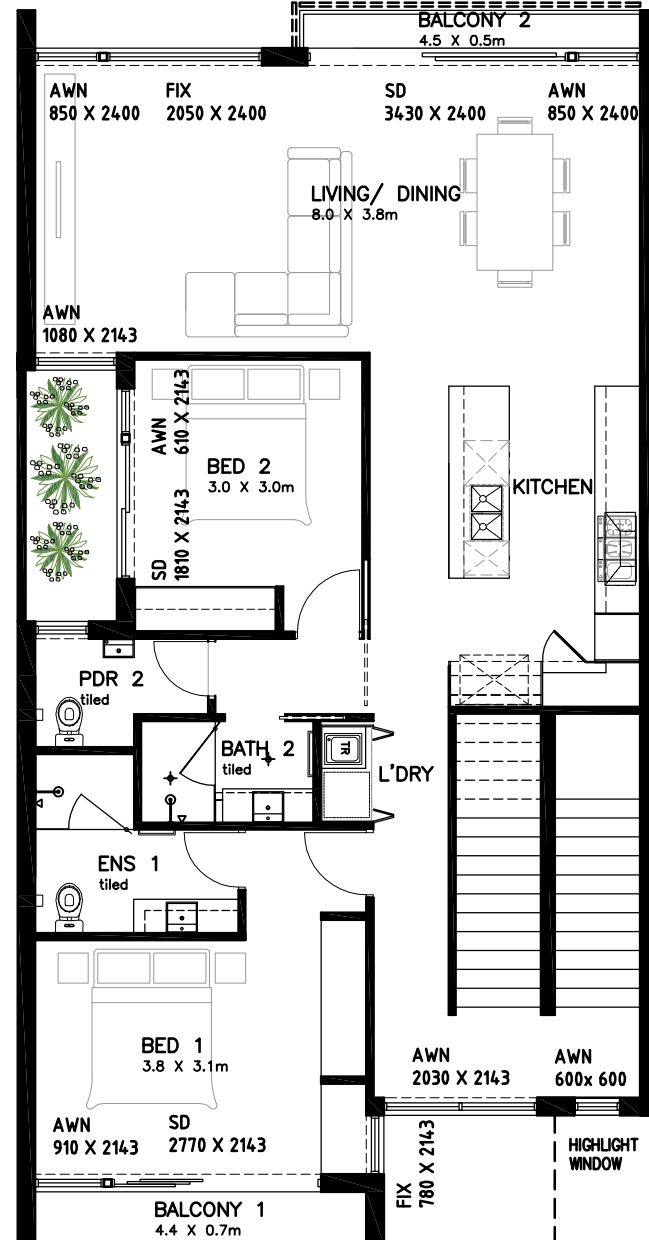 BALCONY 2
4.5 X 0.5m
AWN
850 X 2400
FIX
2050 X 2400
SD
3430 X 2400
AWN
850 X 2400
LIVING/ DINING
8.0 X 3.8m
AWN
1080 X 2143
AWN
610 X 2143
BED 2
3.0 X 3.0m
SD
1810 X 2143
KITCHEN
PDR 2
tiled
BATH 2
tiled
TR
L'DRY
ENS 1
tiled
BED 1
3.8 X 3.1m
AWN
2030 X 2143
AWN
600x 600
AWN
910 X 2143
SD
2770 X 2143
FIX
780 X 2143
HIGHLIGHT
WINDOW
BALCONY 1
4.4 X 0.7m